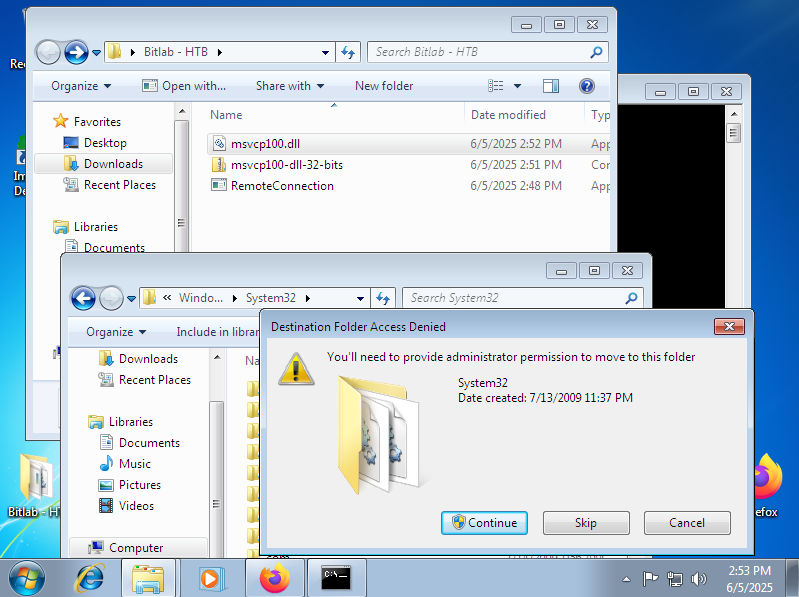 Bitlab - HTB
Search Bitlab - HTB
Organize
Open with...
Share with
New folder
Favorites
Desktop
Downloads
Recent Places
Libraries
Documents
Name
Date modified
Typ
msvcp100.dll
6/5/2025 2:52 PM
App
msvcp100-dll-32-bits
6/5/2025 2:51 PM
Cor
RemoteConnection
6/5/2025 2:48 PM
App
« Windo...
System32
Search System32
Organize
Include in librar
Downloads
Recent Places
Libraries
Documents
Music
Pictures
Videos
Computer
Na
Destination Folder Access Denied
You'll need to provide administrator permission to move to this folder
System32
Date created: 7/13/2009 11:37 PM
Continue
Skip
Cancel
Rec
Im
De
Bitlab - HT
efox
C:\_
2:53 PM
6/5/2025